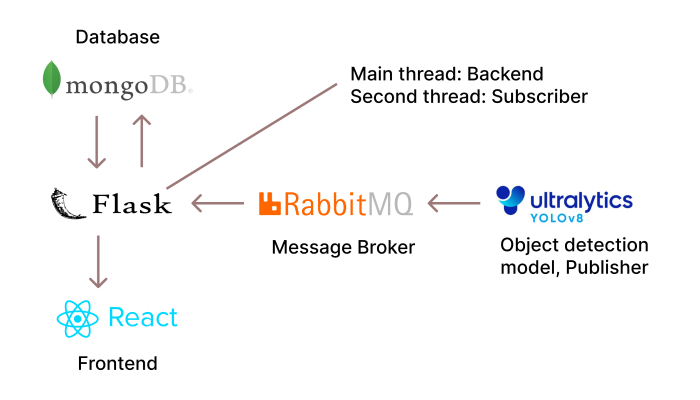 Database
mongoDB®
Main thread: Backend
Second thread: Subscriber
Flask
RabbitMQ
ultralytics
YOLOv8
Message Broker
Object detection
model, Publisher
React
Frontend